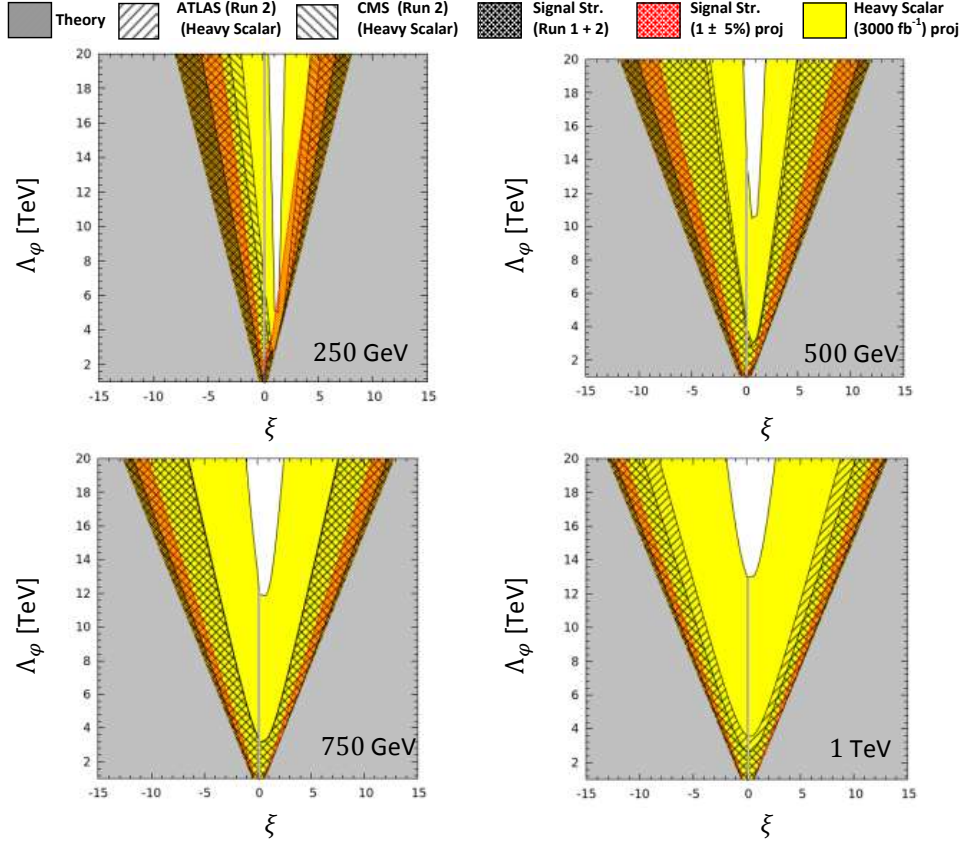 Theory
ATLAS (Run 2)
(Heavy Scalar)
CMS (Run 2)
(Heavy Scalar)
Signal Str.
(Run 1 + 2)
Signal Str.
(1 ± 5%) proj
Heavy Scalar
(3000 fb⁻¹) proj
Λφ [TeV]
20
18
16
14
12
10
8
6
4
2
250 GeV
-15 -10 -5 0 5 10 15
ξ
Λφ [TeV]
20
18
16
14
12
10
8
6
4
2
500 GeV
-15 -10 -5 0 5 10 15
ξ
Λφ [TeV]
20
18
16
14
12
10
8
6
4
2
750 GeV
-15 -10 -5 0 5 10 15
ξ
Λφ [TeV]
20
18
16
14
12
10
8
6
4
2
1 TeV
-15 -10 -5 0 5 10 15
ξ